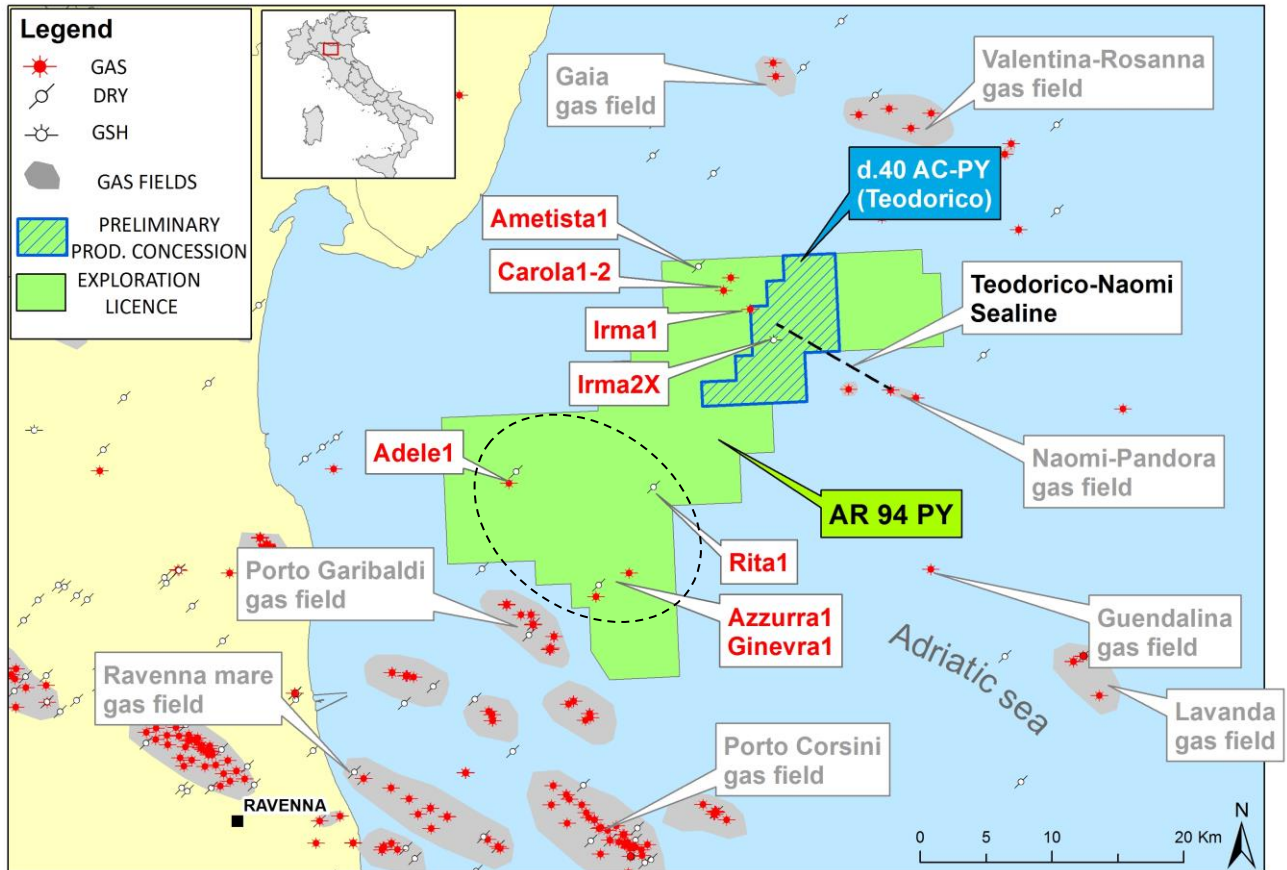 Legend
GAS
DRY
GSH
GAS FIELDS
PRELIMINARY
PROD. CONCESSION
EXPLORATION
LICENCE
Gaia
gas field
Valentina-Rosanna
gas field
d.40 AC-PY
(Teodorico)
Ametista1
Carola1-2
Irma1
Irma2X
Teodorico-Naomi
Sealine
Adele1
Naomi-Pandora
gas field
AR 94 PY
Rita1
Porto Garibaldi
gas field
Azzurra1
Ginevra1
Guendalina
gas field
Adriatic sea
Ravenna mare
gas field
Lavanda
gas field
Porto Corsini
gas field
RAVENNA
N
0 5 10 20 Km